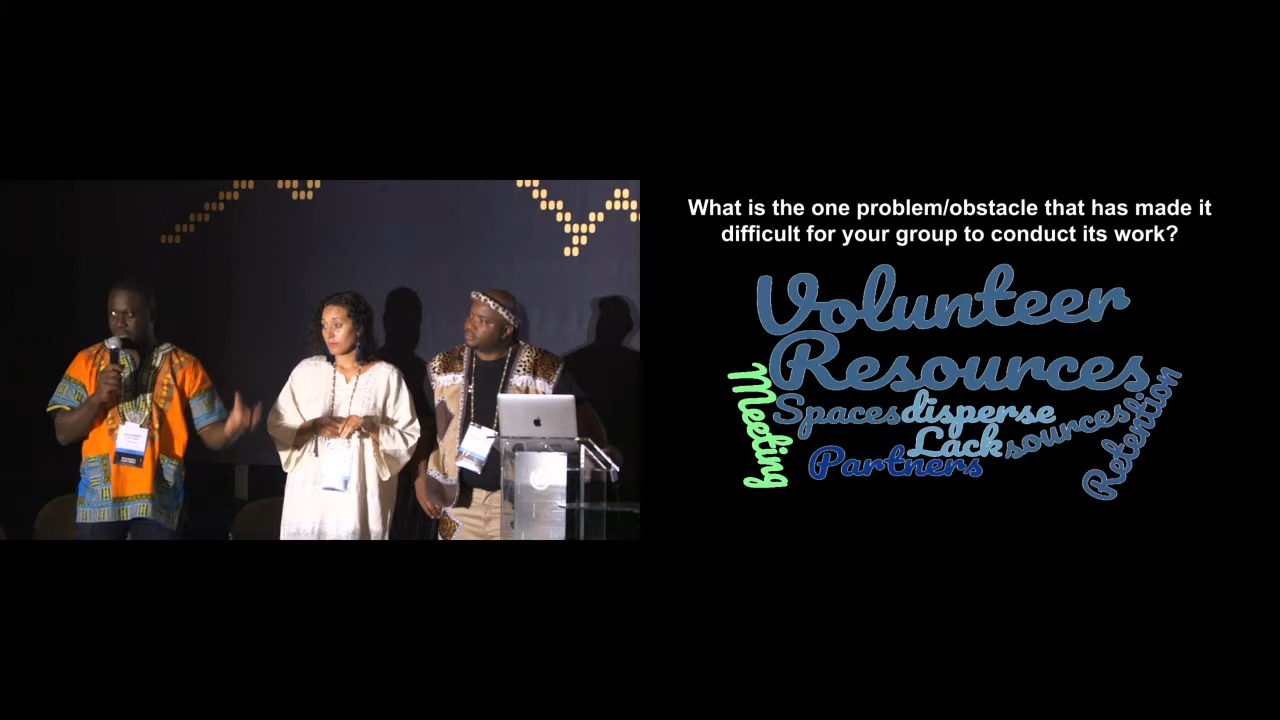 What is the one problem/obstacle that has made it
difficult for your group to conduct its work?
Volunteer
Resources
Meeting
Spaces disperse
Lack sources
Retention
Partners